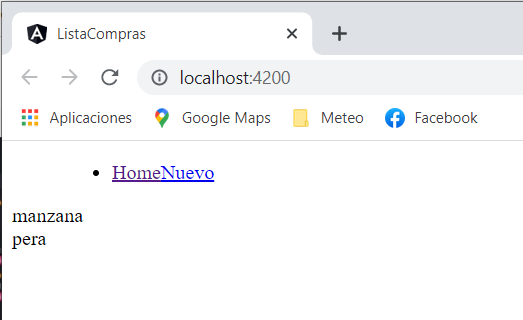 ListaCompras
localhost:4200
Aplicaciones Google Maps Meteo Facebook
HomeNuevo
manzana
pera